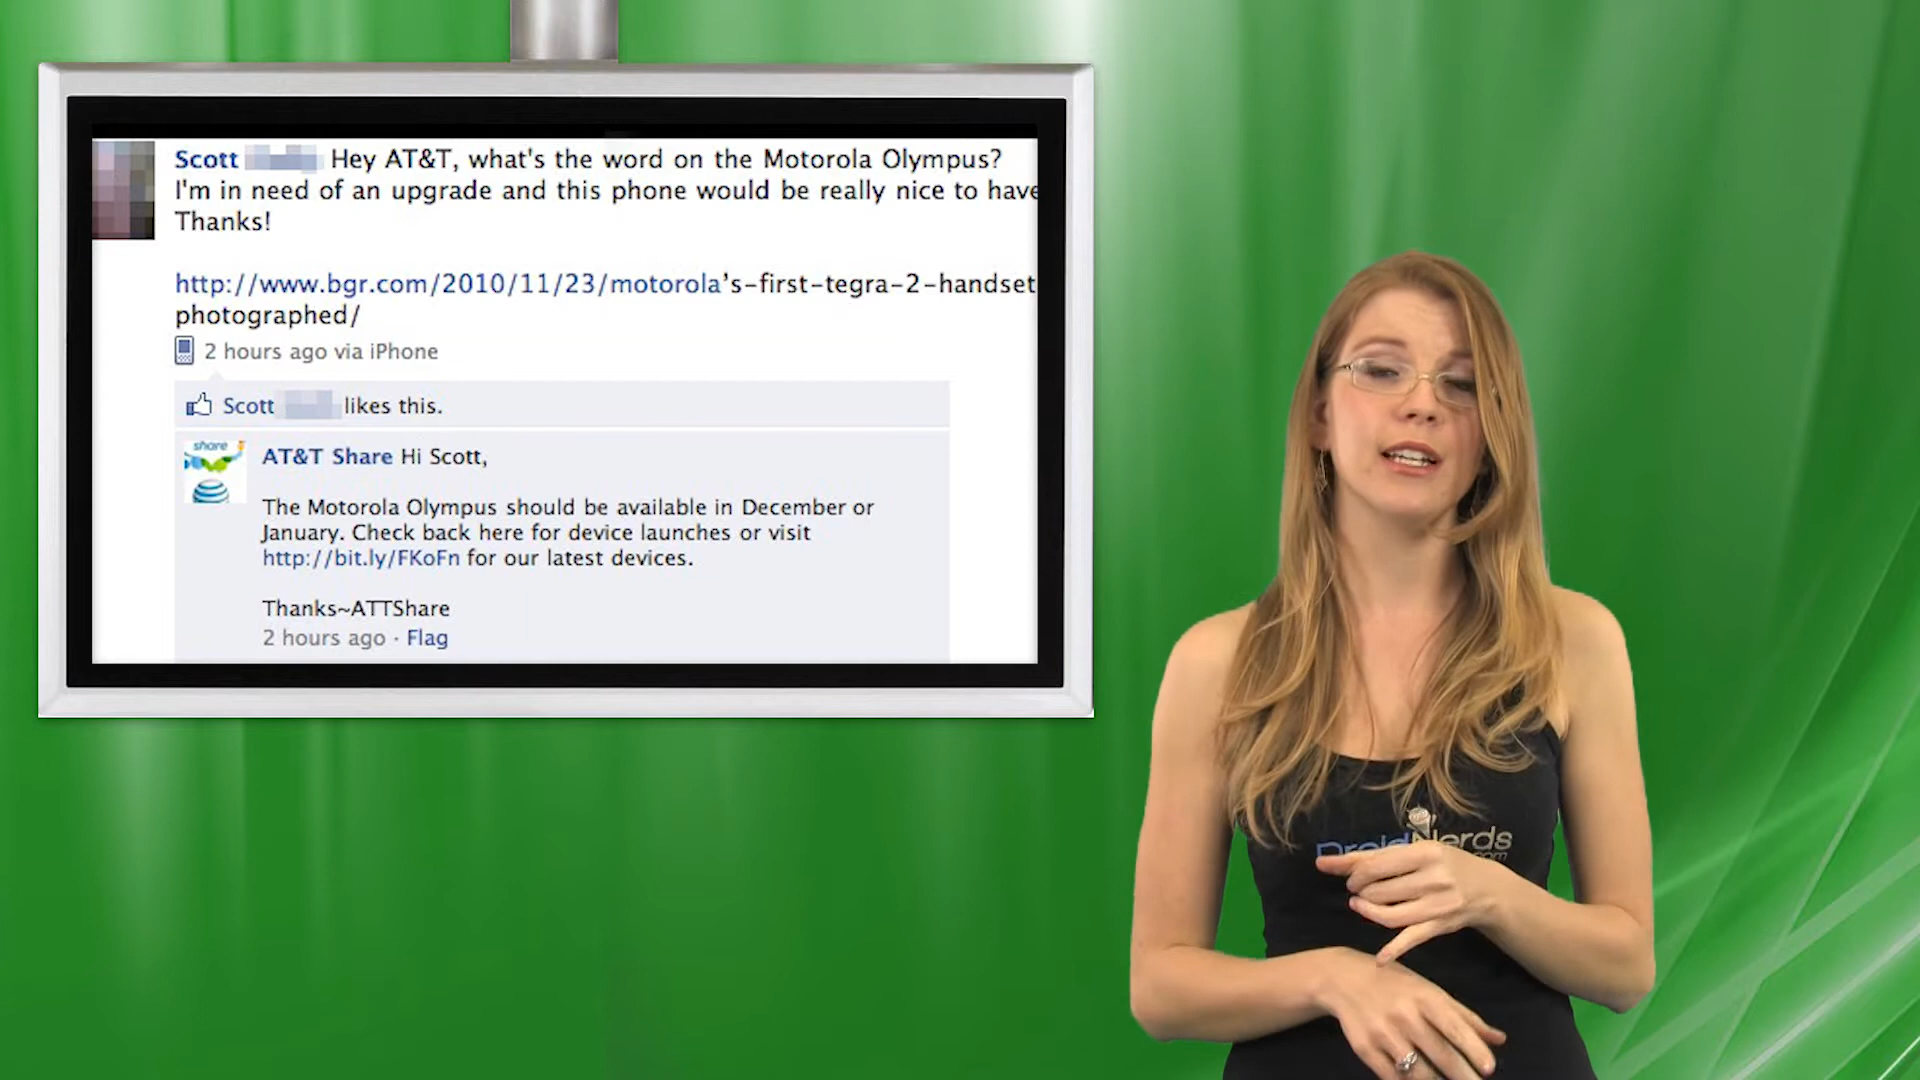 Scott Hey AT&T, what's the word on the Motorola Olympus?
I'm in need of an upgrade and this phone would be really nice to have
Thanks!
http://www.bgr.com/2010/11/23/motorola's-first-tegra-2-handset
photographed/
2 hours ago via iPhone
Scott likes this.
share
AT&T Share Hi Scott,
The Motorola Olympus should be available in December or
January. Check back here for device launches or visit
http://bit.ly/FKoFn for our latest devices.
Thanks~ATTShare
2 hours ago · Flag
DroidNerds
.com